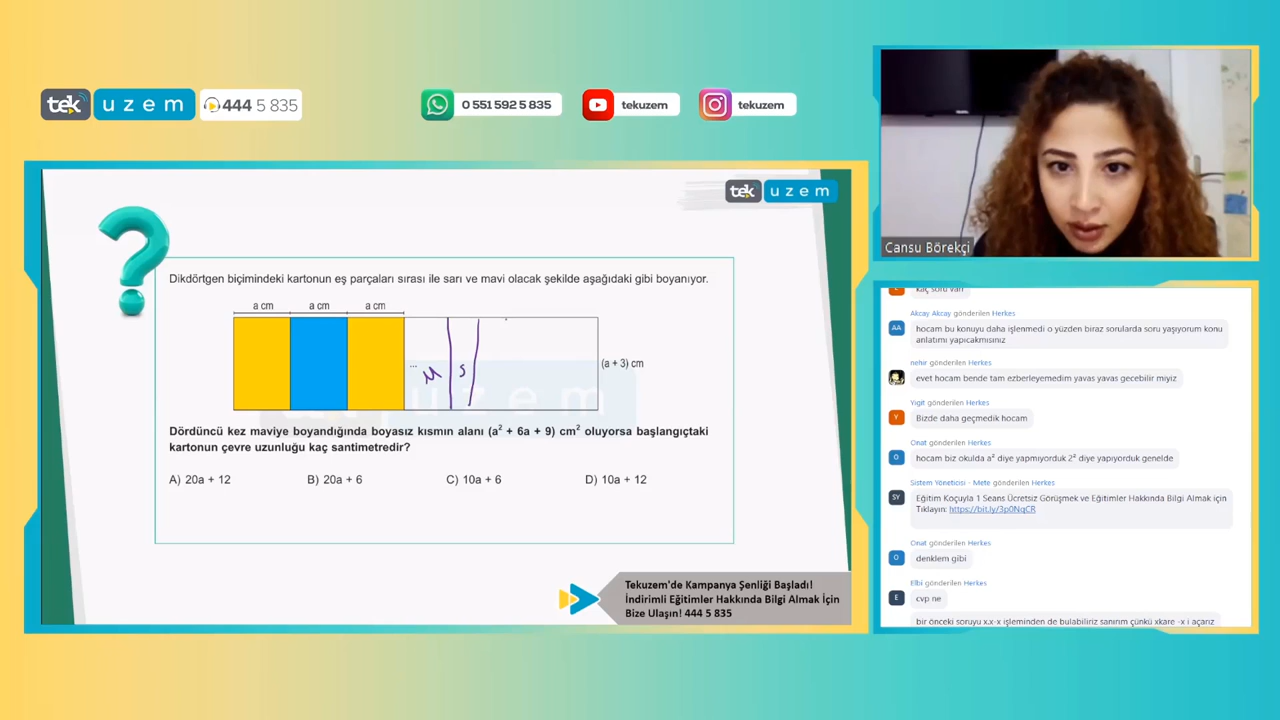 tek uzem 444 5 835
0 551 592 5 835
tekuzem
tekuzem
tek uzem
Dikdörtgen biçimindeki kartonun eş parçaları sırası ile sarı ve mavi olacak şekilde aşağıdaki gibi boyanıyor.
a cm a cm a cm
... M S
(a + 3) cm
uzem
Dördüncü kez maviye boyandığında boyasız kısmın alanı (a² + 6a + 9) cm² oluyorsa başlangıçtaki
kartonun çevre uzunluğu kaç santimetredir?
A) 20a + 12 B) 20a + 6 C) 10a + 6 D) 10a + 12
Tekuzem'de Kampanya Şenliği Başladı!
İndirimli Eğitimler Hakkında Bilgi Almak İçin
Bize Ulaşın! 444 5 835
Cansu Börekçi
kaç soru varr
Akcay Akcay gönderilen Herkes
AA
hocam bu konuyu daha işlenmedi o yüzden biraz sorularda soru yaşıyorum konu
anlatımı yapıcakmısınız
nehir gönderilen Herkes
evet hocam bende tam ezberleyemedim yavas yavas gecebilir miyiz
Yıgit gönderilen Herkes
Y
Bizde daha geçmedik hocam
Onat gönderilen Herkes
O
hocam biz okulda a² diye yapmıyorduk 2² diye yapıyorduk genelde
Sistem Yöneticisi - Mete gönderilen Herkes
SY
Eğitim Koçuyla 1 Seans Ücretsiz Görüşmek ve Eğitimler Hakkında Bilgi Almak için
Tıklayın: https://bit.ly/3p0NqCR
Onat gönderilen Herkes
O
denklem gibi
Elbi gönderilen Herkes
E
cvp ne
bir önceki soruyu x.x-x işleminden de bulabiliriz sanırım çünkü xkare -x i açarız